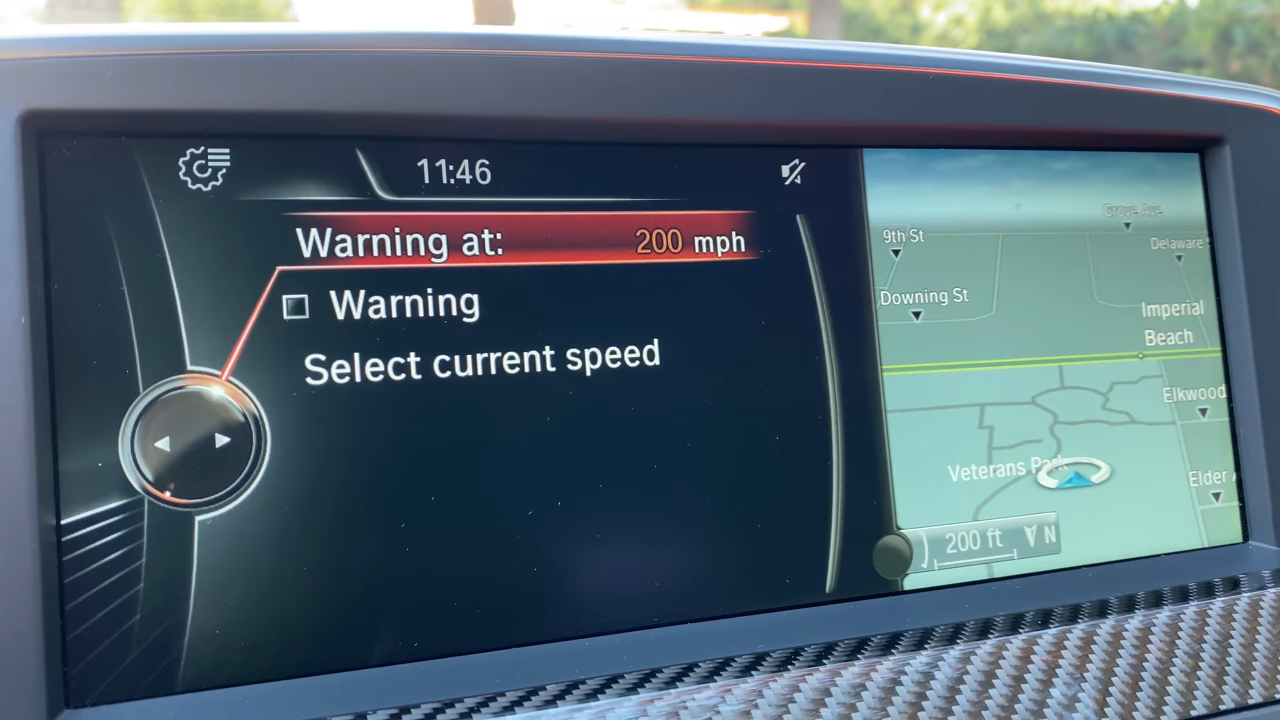 11:46
Warning at: 200 mph
Warning
Select current speed
Grove Ave
9th St
Delaware
Downing St
Imperial
Beach
Elkwood
Veterans Park
Elder
200 ft
N